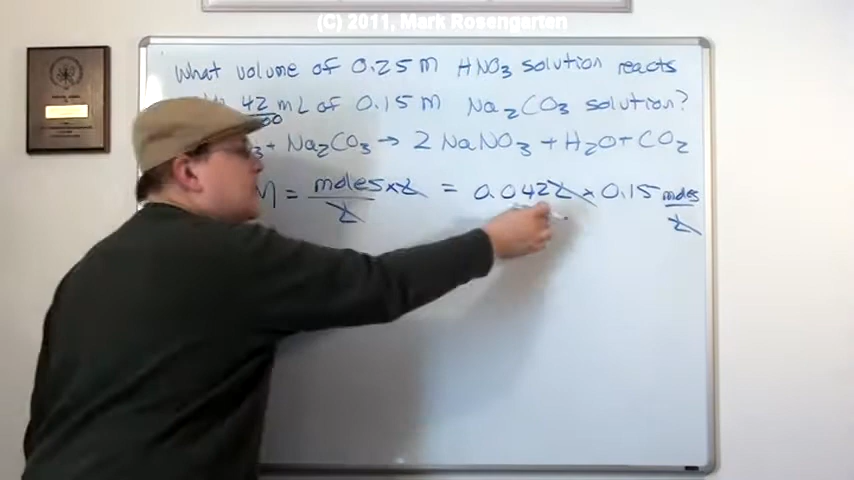 (C) 2011, Mark Rosengarten
What volume of 0.25 M HNO3 solution reacts
42 mL of 0.15 M Na2CO3 solution?
3 + Na2CO3 → 2 NaNO3 + H2O + CO2
M = moles x L = 0.042 L x 0.15 moles
L L